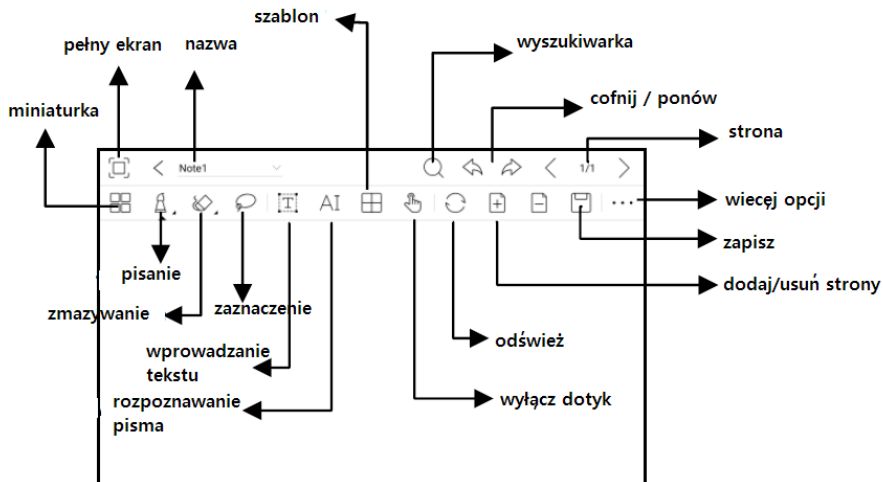 szablon
pełny ekran
nazwa
wyszukiwarka
miniaturka
cofnij / ponów
strona
Note1
1/1
T
AI
wiecęj opcji
zapisz
pisanie
dodaj/usuń strony
zmazywanie
zaznaczenie
odśwież
wprowadzanie
tekstu
rozpoznawanie
pisma
wyłącz dotyk